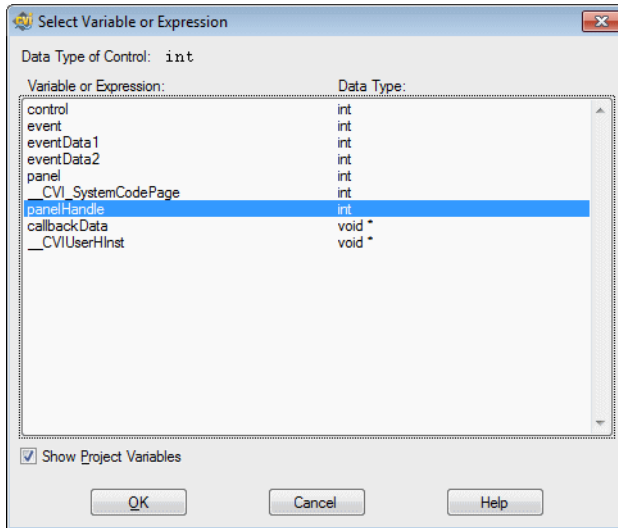 Select Variable or Expression
Data Type of Control: int
Variable or Expression: Data Type:
control int
event int
eventData1 int
eventData2 int
panel int
__CVI_SystemCodePage int
panelHandle int
callbackData void *
__CVIUserHInst void *
Show Project Variables
OK Cancel Help